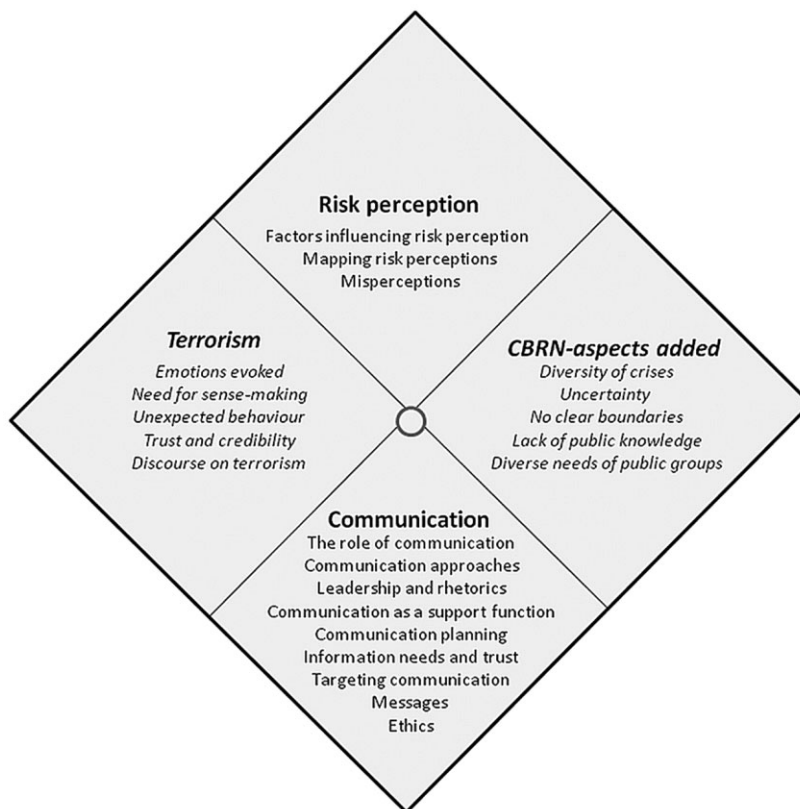 Risk perception
Factors influencing risk perception
Mapping risk perceptions
Misperceptions
Terrorism
Emotions evoked
Need for sense-making
Unexpected behaviour
Trust and credibility
Discourse on terrorism
CBRN-aspects added
Diversity of crises
Uncertainty
No clear boundaries
Lack of public knowledge
Diverse needs of public groups
Communication
The role of communication
Communication approaches
Leadership and rhetorics
Communication as a support function
Communication planning
Information needs and trust
Targeting communication
Messages
Ethics